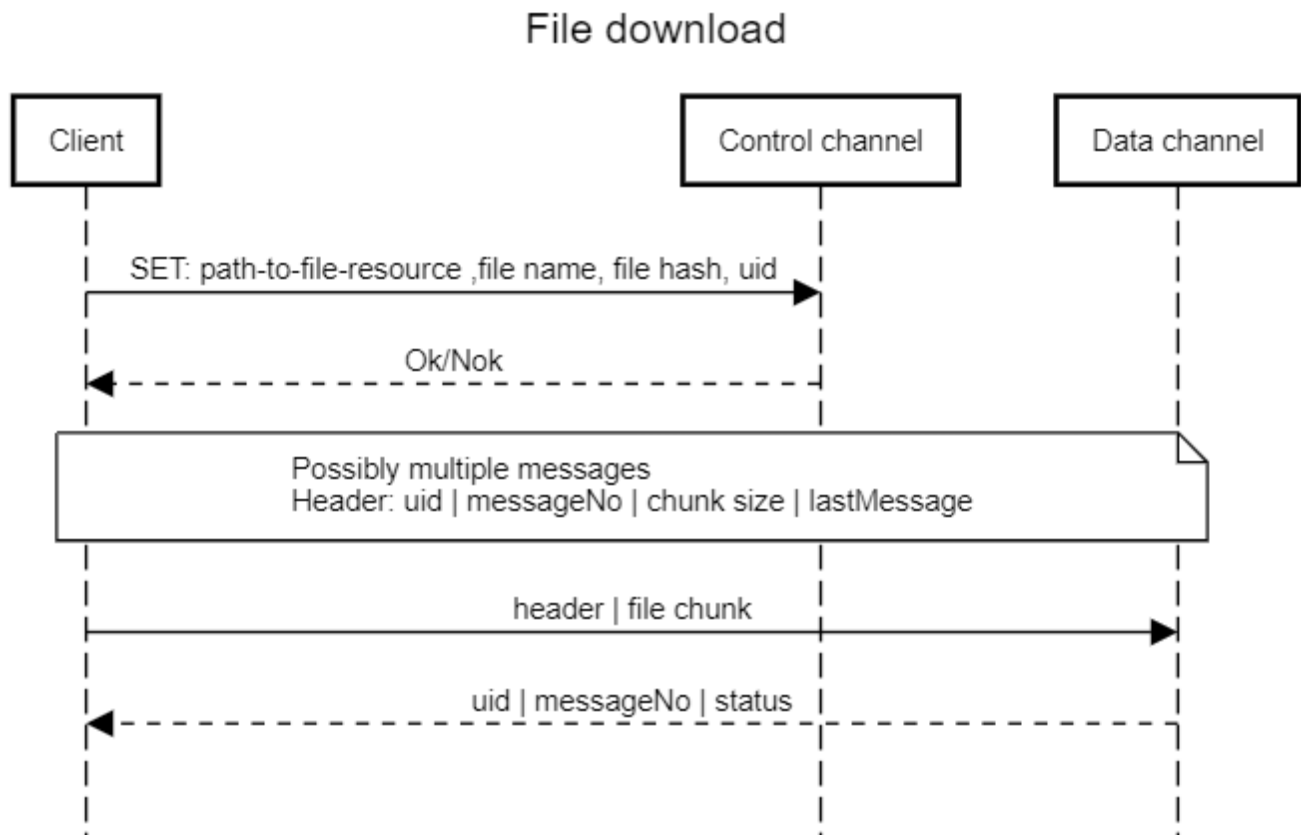 File download
Client
Control channel
Data channel
SET: path-to-file-resource ,file name, file hash, uid
Ok/Nok
Possibly multiple messages
Header: uid | messageNo | chunk size | lastMessage
header | file chunk
uid | messageNo | status